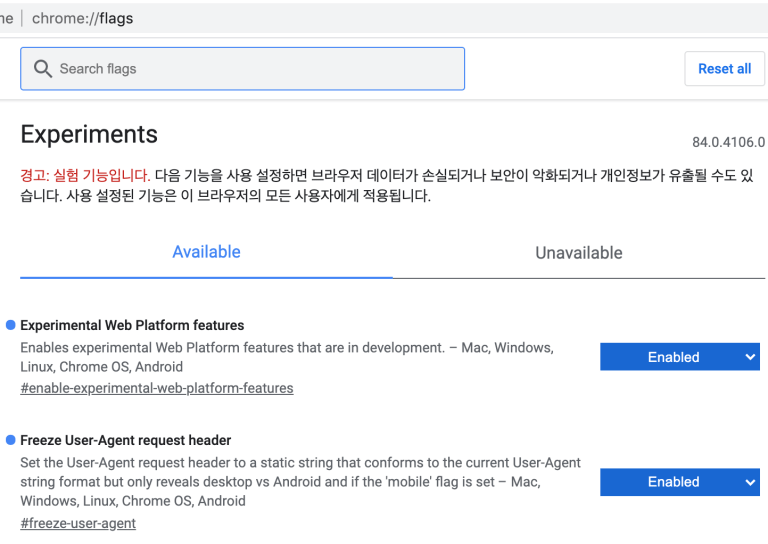 me | chrome://flags
Search flags
Reset all
Experiments
84.0.4106.0
경고: 실험 기능입니다. 다음 기능을 사용 설정하면 브라우저 데이터가 손실되거나 보안이 악화되거나 개인정보가 유출될 수도 있
습니다. 사용 설정된 기능은 이 브라우저의 모든 사용자에게 적용됩니다.
Available
Unavailable
Experimental Web Platform features
Enables experimental Web Platform features that are in development. – Mac, Windows,
Linux, Chrome OS, Android
#enable-experimental-web-platform-features
Enabled
Freeze User-Agent request header
Set the User-Agent request header to a static string that conforms to the current User-Agent
string format but only reveals desktop vs Android and if the 'mobile' flag is set – Mac,
Windows, Linux, Chrome OS, Android
#freeze-user-agent
Enabled